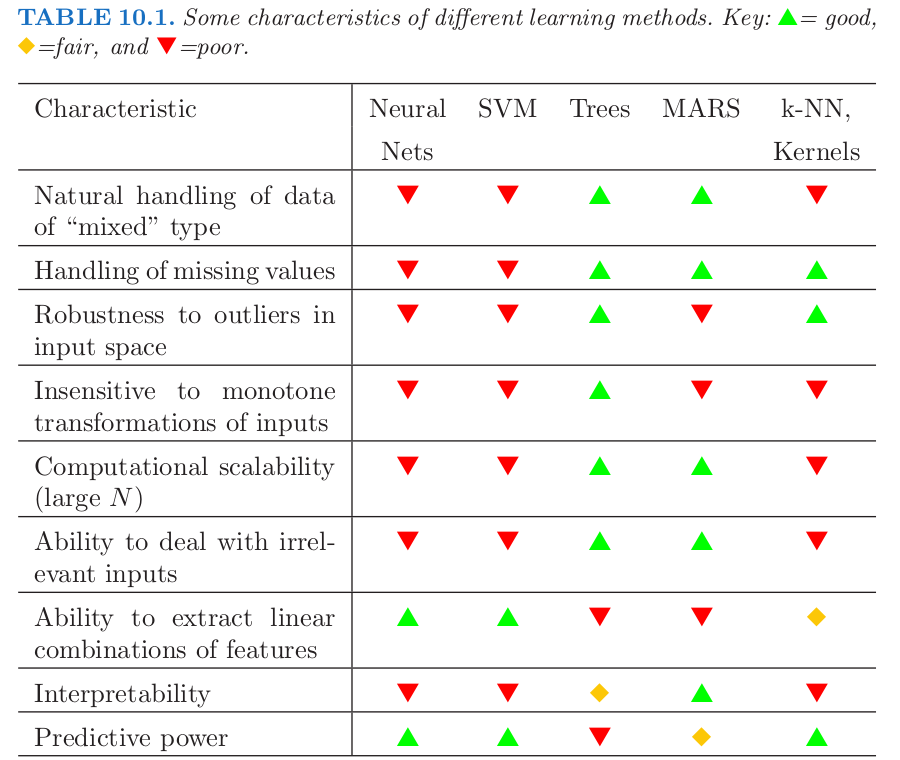 TABLE 10.1. Some characteristics of different learning methods. Key: ▲= good,
◆=fair, and ▼=poor.
Characteristic Neural SVM Trees MARS k-NN,
Nets Kernels
Natural handling of data ▼ ▼ ▲ ▲ ▼
of “mixed” type
Handling of missing values ▼ ▼ ▲ ▲ ▲
Robustness to outliers in ▼ ▼ ▲ ▼ ▲
input space
Insensitive to monotone ▼ ▼ ▲ ▼ ▼
transformations of inputs
Computational scalability ▼ ▼ ▲ ▲ ▼
(large N)
Ability to deal with irrel- ▼ ▼ ▲ ▲ ▼
evant inputs
Ability to extract linear ▲ ▲ ▼ ▼ ◆
combinations of features
Interpretability ▼ ▼ ◆ ▲ ▼
Predictive power ▲ ▲ ▼ ◆ ▲